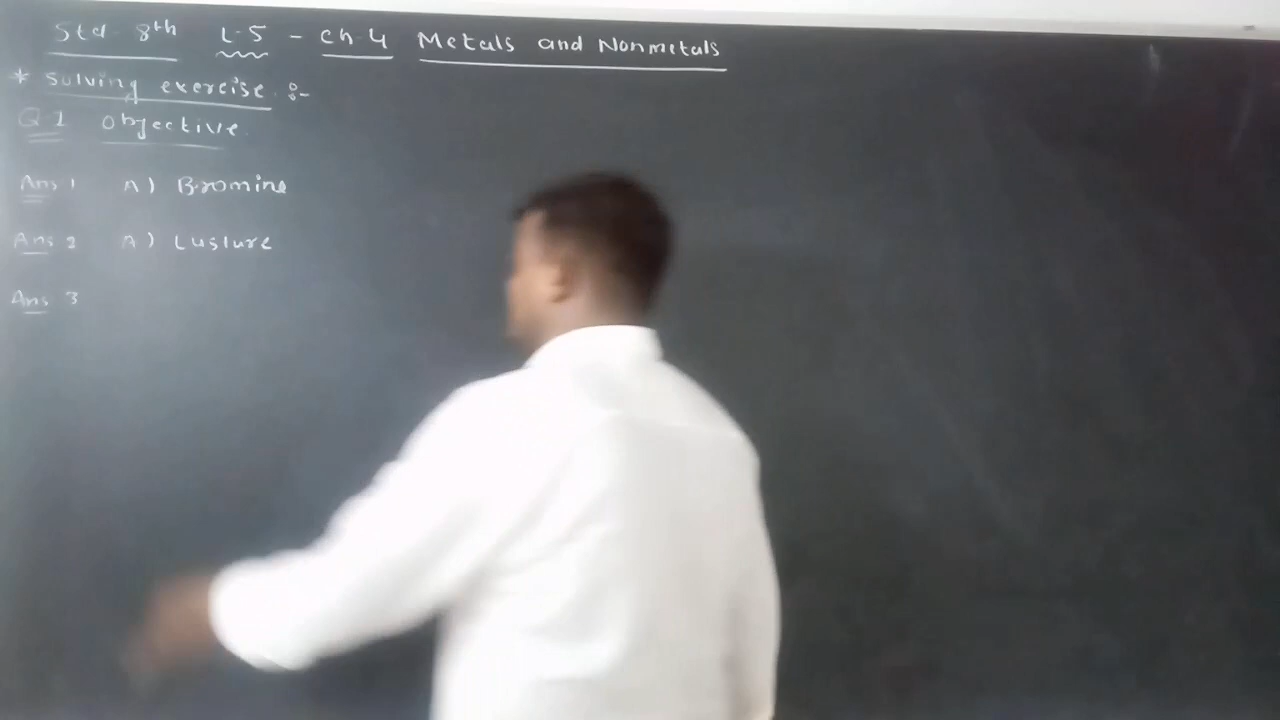 Std 8th L-5 - Ch. 4 Metals and Nonmetals
* Solving exercise :-
Q 1 Objective.
Ans 1 A) Bromine
Ans 2 A) Lusture
Ans 3